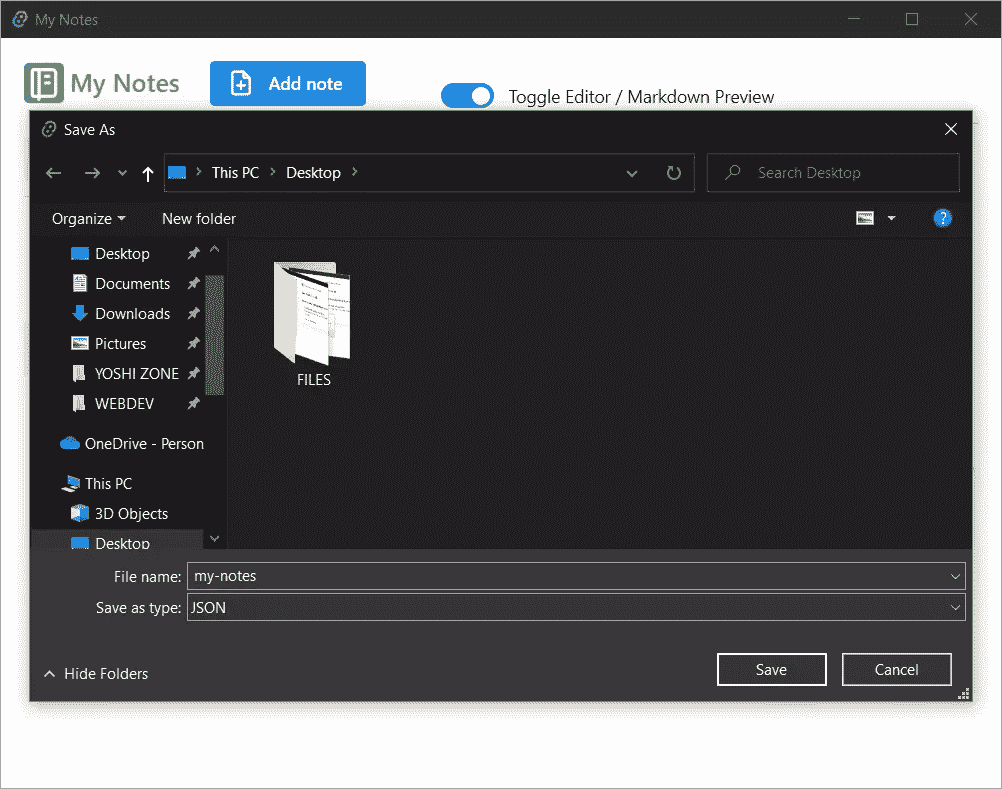 My Notes
My Notes
Add note
Toggle Editor / Markdown Preview
Save As
This PC
Desktop
Search Desktop
Organize
New folder
?
Desktop
Documents
Downloads
Pictures
YOSHI ZONE
WEBDEV
OneDrive - Person
This PC
3D Objects
Desktop
FILES
File name: my-notes
Save as type: JSON
Hide Folders
Save
Cancel